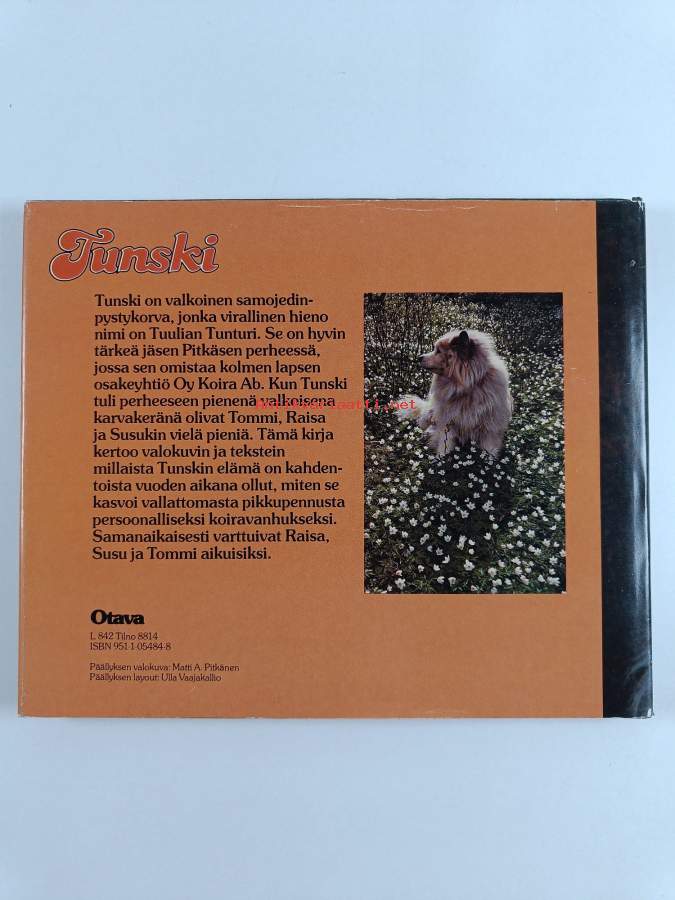 Tunski
Tunski on valkoinen samojedin-
pystykorva, jonka virallinen hieno
nimi on Tuulian Tunturi. Se on hyvin
tärkeä jäsen Pitkäsen perheessä,
jossa sen omistaa kolmen lapsen
osakeyhtiö Oy Koira Ab. Kun Tunski
tuli perheeseen pienenä valkoisena
karvakeränä olivat Tommi, Raisa
ja Susukin vielä pieniä. Tämä kirja
kertoo valokuvin ja tekstein
millaista Tunskin elämä on kahden-
toista vuoden aikana ollut, miten se
kasvoi vallattomasta pikkupennusta
persoonalliseksi koiravanhukseksi.
Samanaikaisesti varttuivat Raisa,
Susu ja Tommi aikuisiksi.
Antikvariaatti.net
Otava
L 842 Tilno 8814
ISBN 951-1-05484-8
Päällyksen valokuva: Matti A. Pitkänen
Päällyksen layout: Ulla Vaajakallio